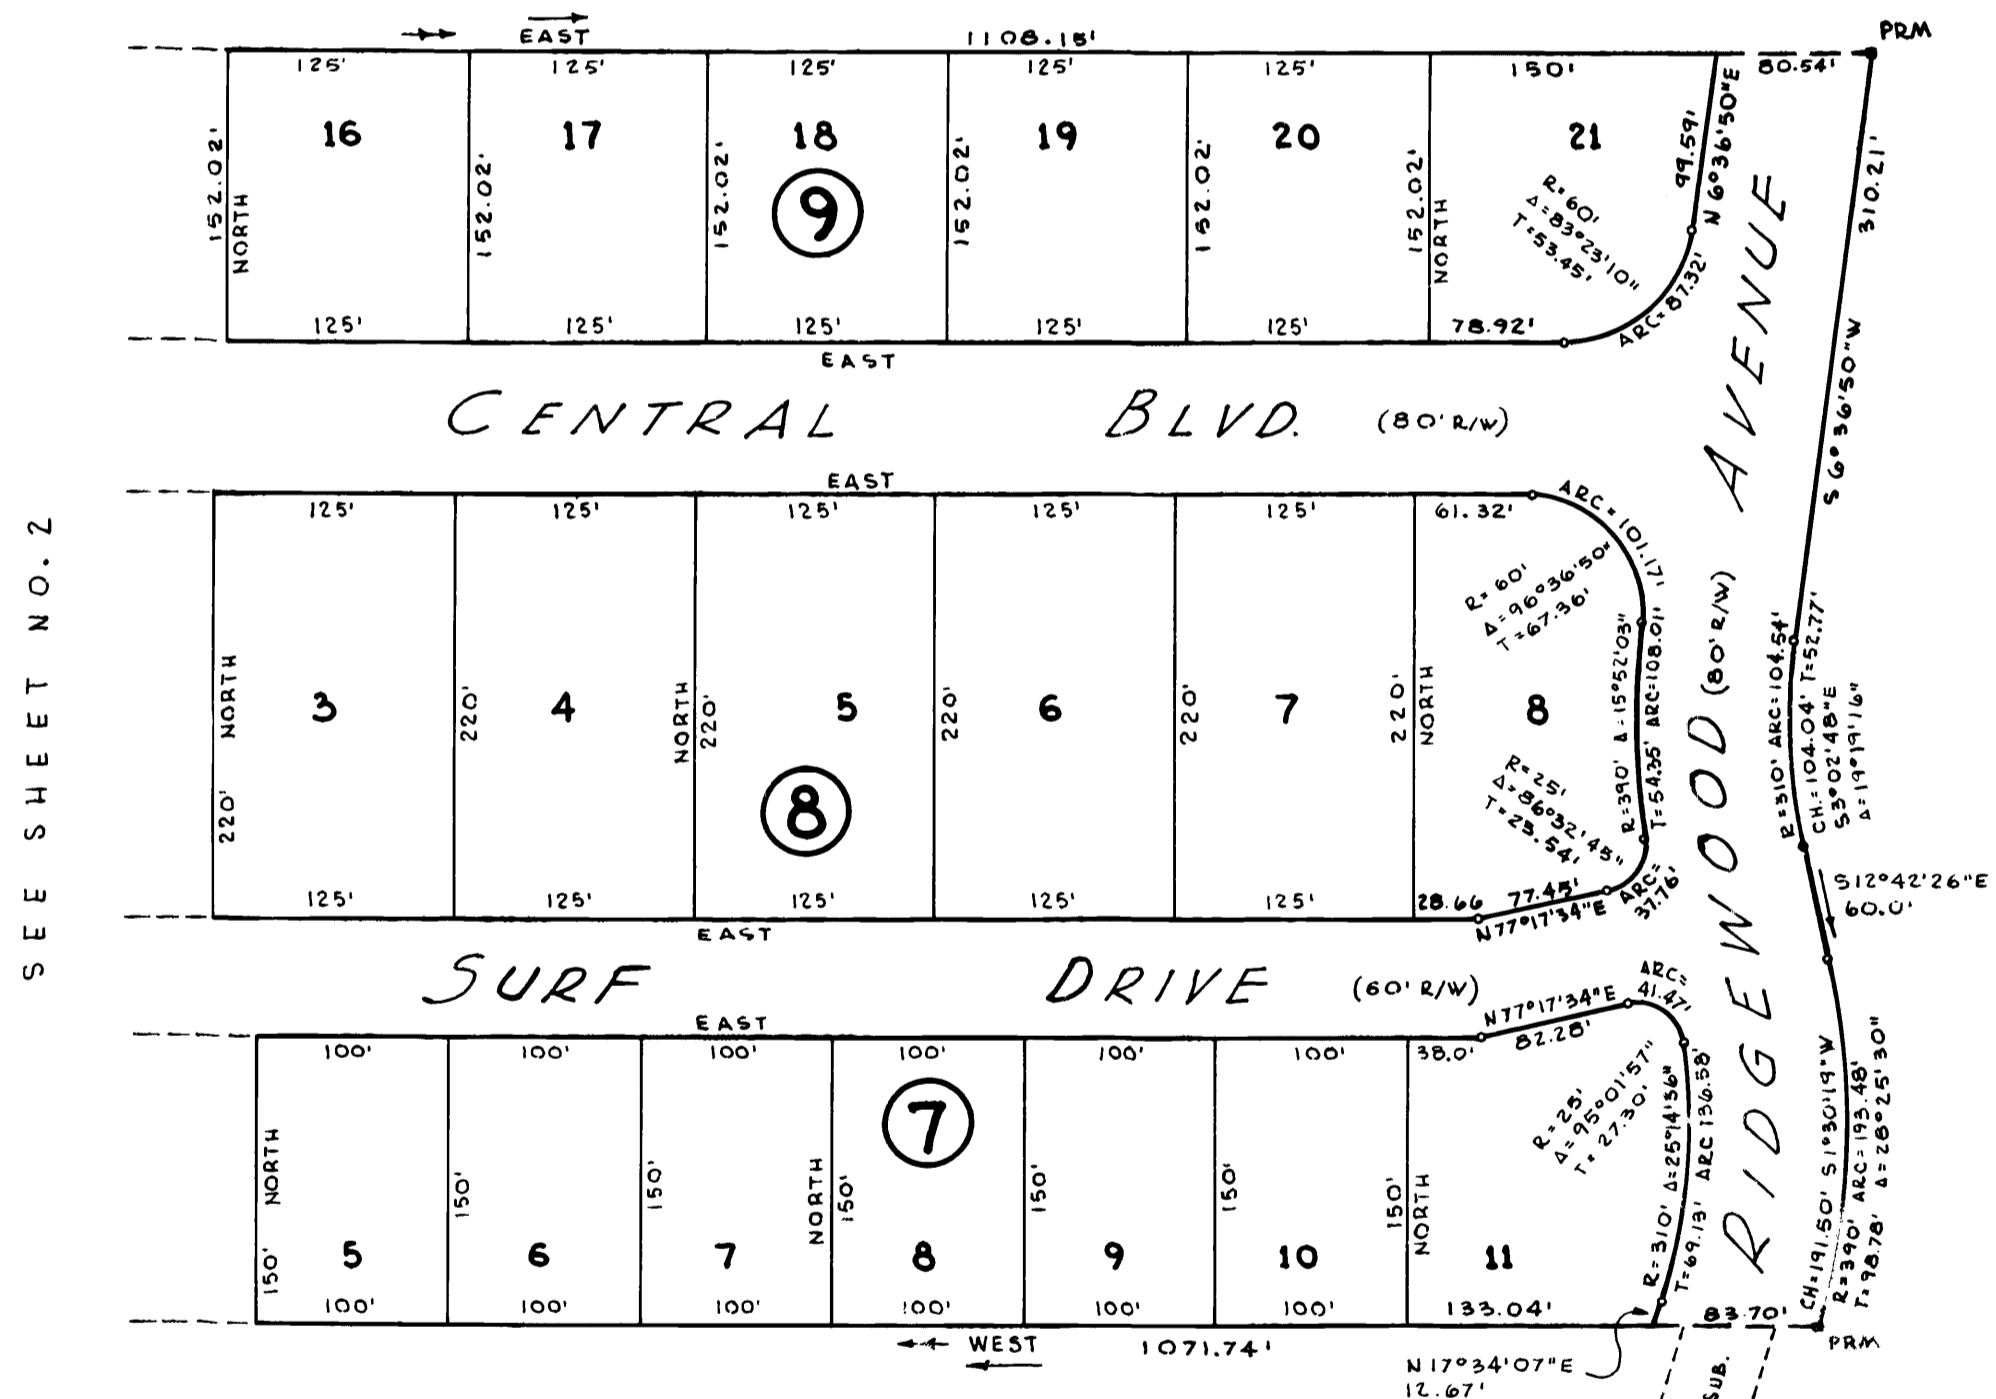 PRM
EAST 1108.15'
125' 125' 125' 125' 125' 150' 80.54'
16 17 18 19 20 21
152.02' NORTH 152.02' 152.02' 152.02' 152.02' 152.02' NORTH
9
R=60'
Δ=83°23'10"
T=53.45'
ARC=87.32'
99.59'
N 6°36'50"E
310.21'
S 6°36'50"W
125' 125' 125' 125' 125' 78.92'
EAST
CENTRAL BLVD. (80' R/W)
RIDGEWOOD (80' R/W) AVENUE
SEE SHEET NO. 2
EAST
125' 125' 125' 125' 125' 61.32'
ARC=101.17'
R=60'
Δ=96°36'50"
T=67.36'
3 4 5 6 7 8
220' NORTH 220' NORTH 220' 220' 220' 220' NORTH
8
R=390' Δ=15°52'03"
T=54.35' ARC=108.01'
R=25'
Δ=86°32'45"
T=23.54'
ARC=
37.76'
R=310' ARC=104.54'
CH.=104.04' T=52.77'
S3°02'48"E
Δ=19°19'16"
S12°42'26"E
60.0'
125' 125' 125' 125' 125' 28.66 77.45'
N77°17'34"E
EAST
SURF DRIVE (60' R/W)
EAST
N77°17'34"E
82.28'
ARC=
41.47'
100' 100' 100' 100' 100' 100' 38.0'
7
R=25'
Δ=95°01'57"
T=27.30'
150' NORTH 150' 150' NORTH 150' 150' 150' 150' NORTH
R=310' Δ=25°14'36"
T=69.13' ARC 136.58'
CH=191.50' S1°30'19"W
R=390' ARC=193.48'
T=98.78' Δ=28°25'30"
5 6 7 8 9 10 11
100' 100' 100' 100' 100' 100' 133.04' 83.70'
WEST 1071.74'
PRM
N17°34'07"E
12.67'
SUB.